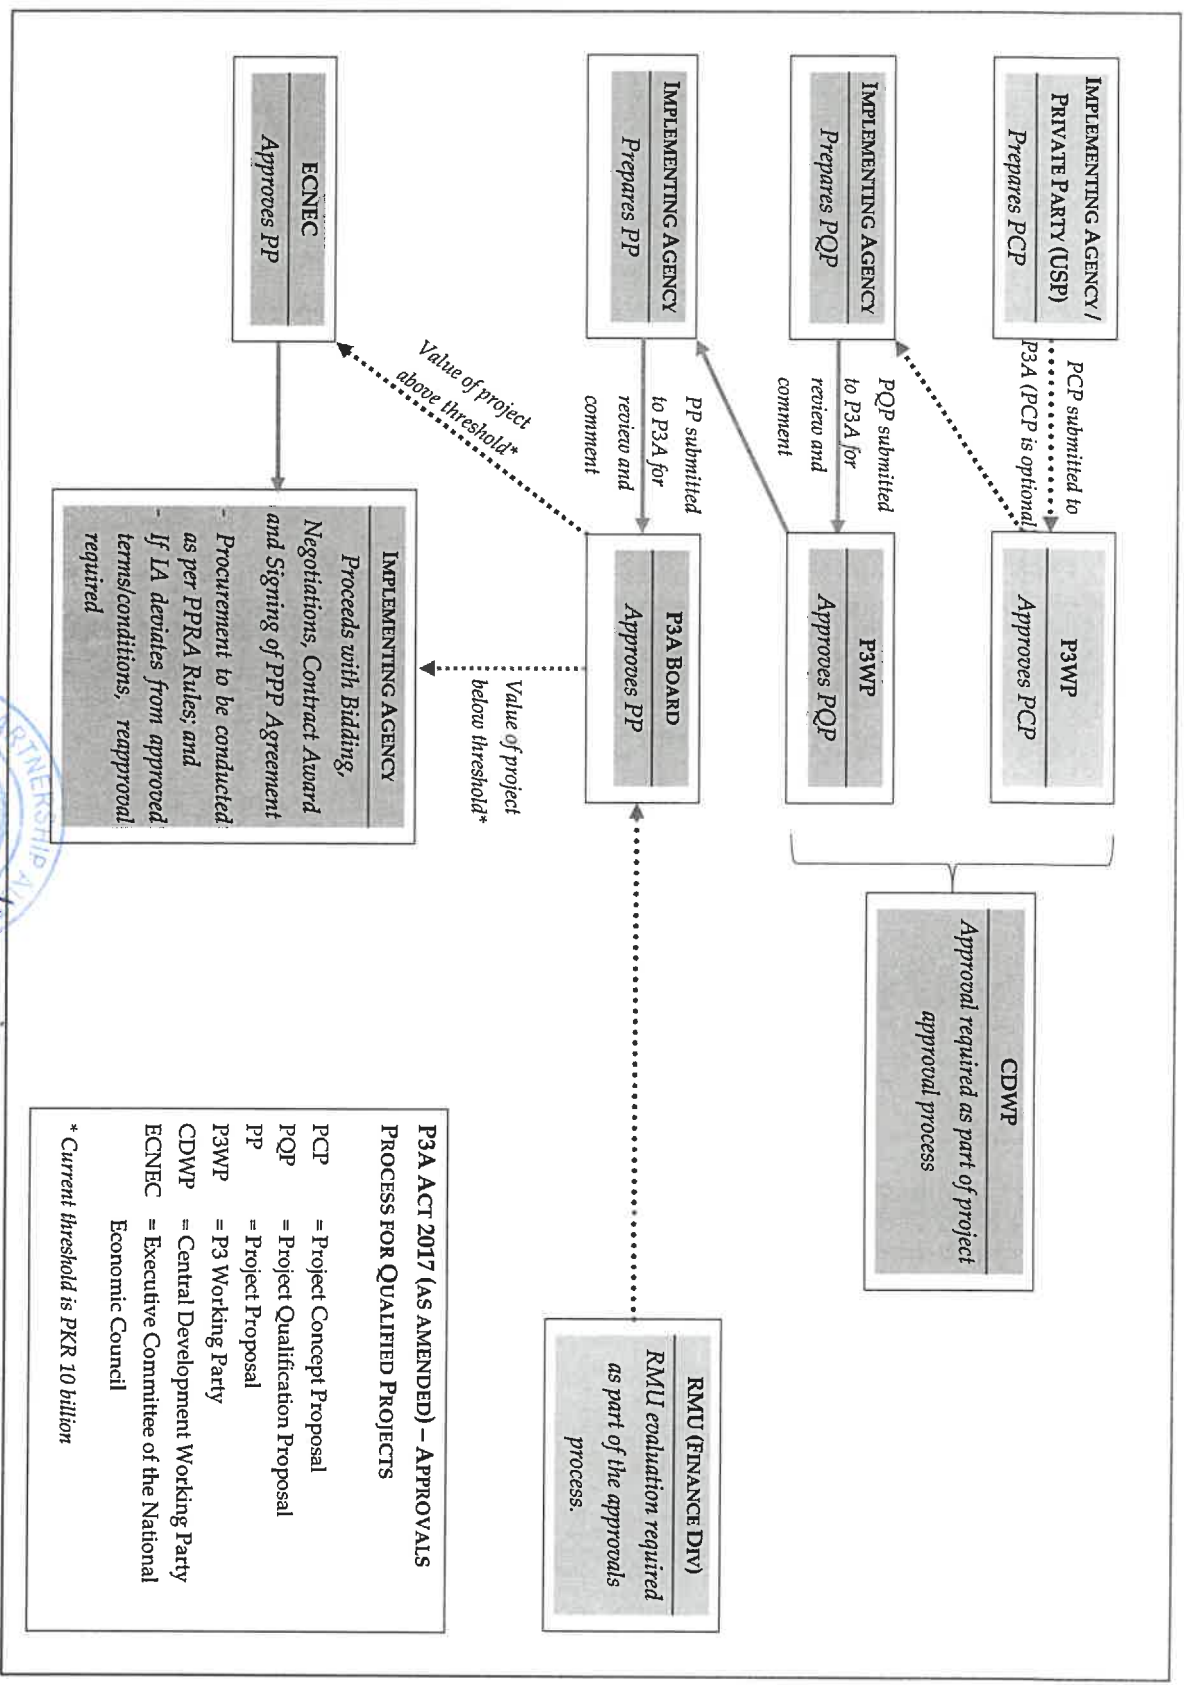 IMPLEMENTING AGENCY /
PRIVATE PARTY (USP)
Prepares PCP
PCP submitted to
P3A (PCP is optional
P3WP
Approves PCP
IMPLEMENTING AGENCY
Prepares PQP
PQP submitted
to P3A for
review and
comment
P3WP
Approves PQP
CDWP
Approval required as part of project
approval process
IMPLEMENTING AGENCY
Prepares PP
PP submitted
to P3A for
review and
comment
P3A BOARD
Approves PP
RMU (FINANCE DIV)
RMU evaluation required
as part of the approvals
process.
Value of project
above threshold*
Value of project
below threshold*
ECNEC
Approves PP
IMPLEMENTING AGENCY
Proceeds with Bidding,
Negotiations, Contract Award
and Signing of PPP Agreement
- Procurement to be conducted
as per PPRA Rules; and
- If IA deviates from approved
terms/conditions, reapproval
required
P3A ACT 2017 (AS AMENDED) – APPROVALS
PROCESS FOR QUALIFIED PROJECTS
PCP = Project Concept Proposal
PQP = Project Qualification Proposal
PP = Project Proposal
P3WP = P3 Working Party
CDWP = Central Development Working Party
ECNEC = Executive Committee of the National
Economic Council
* Current threshold is PKR 10 billion